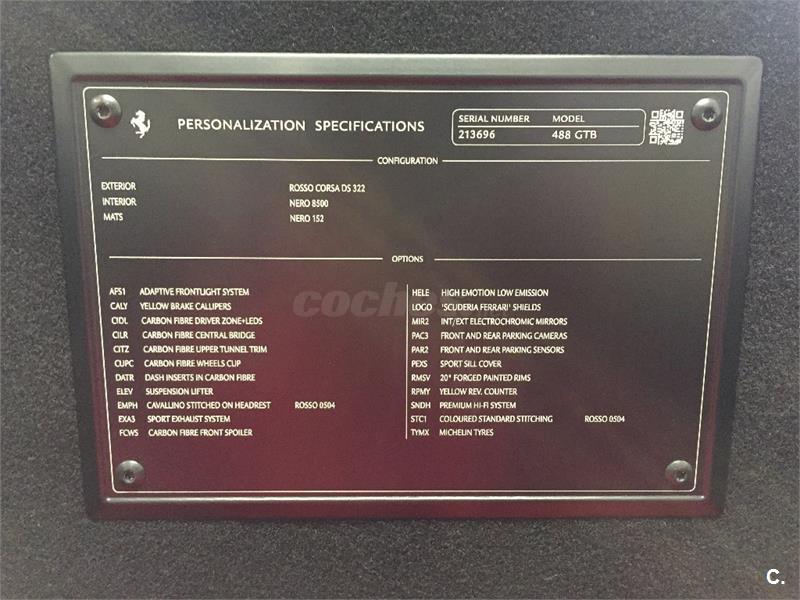 PERSONALIZATION SPECIFICATIONS
SERIAL NUMBER MODEL
213696 488 GTB
CONFIGURATION
EXTERIOR ROSSO CORSA DS 322
INTERIOR NERO 8500
MATS NERO 152
OPTIONS
AFS1 ADAPTIVE FRONTLIGHT SYSTEM
CALY YELLOW BRAKE CALLIPERS
CIDL CARBON FIBRE DRIVER ZONE+LEDS
CILR CARBON FIBRE CENTRAL BRIDGE
CITZ CARBON FIBRE UPPER TUNNEL TRIM
CUPC CARBON FIBRE WHEELS CUP
DATR DASH INSERTS IN CARBON FIBRE
ELEV SUSPENSION LIFTER
EMPH CAVALLINO STITCHED ON HEADREST ROSSO 0504
EXA3 SPORT EXHAUST SYSTEM
FCWS CARBON FIBRE FRONT SPOILER
HELE HIGH EMOTION LOW EMISSION
LOGO 'SCUDERIA FERRARI' SHIELDS
MIR2 INT/EXT ELECTROCHROMIC MIRRORS
PAC3 FRONT AND REAR PARKING CAMERAS
PAR2 FRONT AND REAR PARKING SENSORS
PEXS SPORT SILL COVER
RMSV 20" FORGED PAINTED RIMS
RPMY YELLOW REV. COUNTER
SNDH PREMIUM HI-FI SYSTEM
STC1 COLOURED STANDARD STITCHING ROSSO 0504
TYMX MICHELIN TYRES
C.